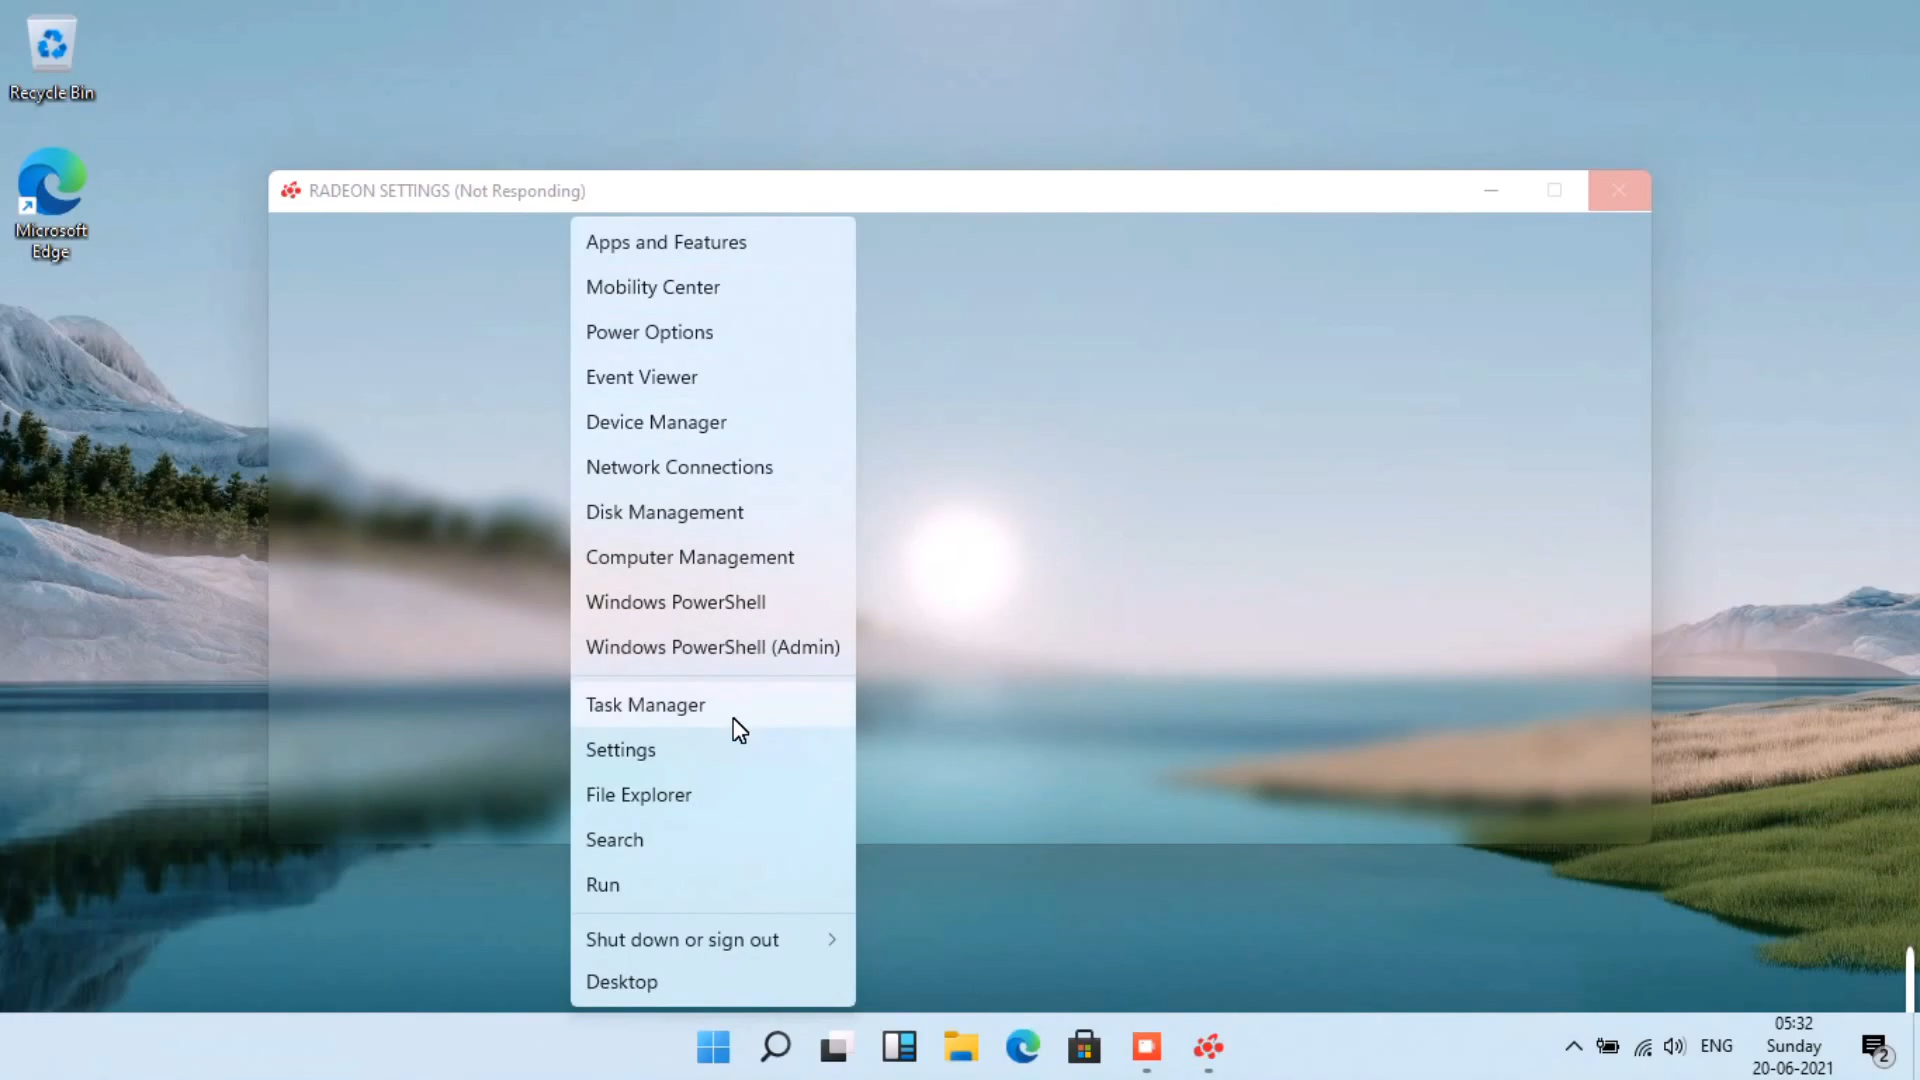 Recycle Bin
Microsoft
Edge
RADEON SETTINGS (Not Responding)
Apps and Features
Mobility Center
Power Options
Event Viewer
Device Manager
Network Connections
Disk Management
Computer Management
Windows PowerShell
Windows PowerShell (Admin)
Task Manager
Settings
File Explorer
Search
Run
Shut down or sign out
Desktop
ENG
05:32
Sunday
20-06-2021
2